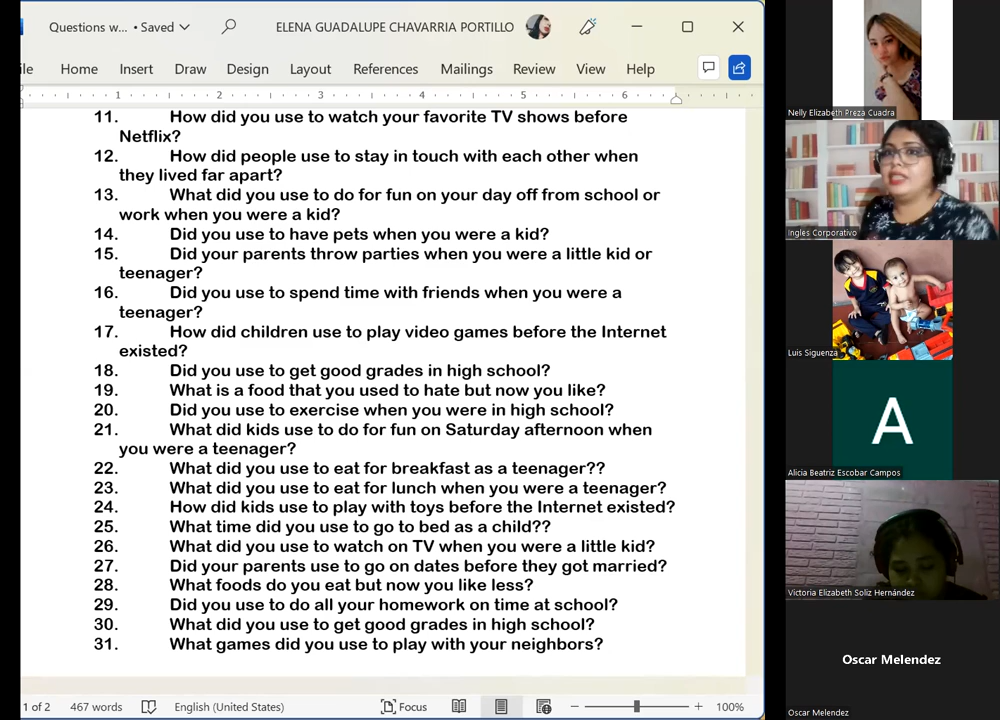 Questions w... • Saved
ELENA GUADALUPE CHAVARRIA PORTILLO
ile Home Insert Draw Design Layout References Mailings Review View Help
1 2 3 4 5 6
11. How did you use to watch your favorite TV shows before
Netflix?
12. How did people use to stay in touch with each other when
they lived far apart?
13. What did you use to do for fun on your day off from school or
work when you were a kid?
14. Did you use to have pets when you were a kid?
15. Did your parents throw parties when you were a little kid or
teenager?
16. Did you use to spend time with friends when you were a
teenager?
17. How did children use to play video games before the Internet
existed?
18. Did you use to get good grades in high school?
19. What is a food that you used to hate but now you like?
20. Did you use to exercise when you were in high school?
21. What did kids use to do for fun on Saturday afternoon when
you were a teenager?
22. What did you use to eat for breakfast as a teenager??
23. What did you use to eat for lunch when you were a teenager?
24. How did kids use to play with toys before the Internet existed?
25. What time did you use to go to bed as a child??
26. What did you use to watch on TV when you were a little kid?
27. Did your parents use to go on dates before they got married?
28. What foods do you eat but now you like less?
29. Did you use to do all your homework on time at school?
30. What did you use to get good grades in high school?
31. What games did you use to play with your neighbors?
1 of 2 467 words English (United States) Focus 100%
Nelly Elizabeth Preza Cuadra
Ingles Corporativo
Luis Siguenza
A
Alicia Beatriz Escobar Campos
Victoria Elizabeth Soliz Hernández
Oscar Melendez
Oscar Melendez